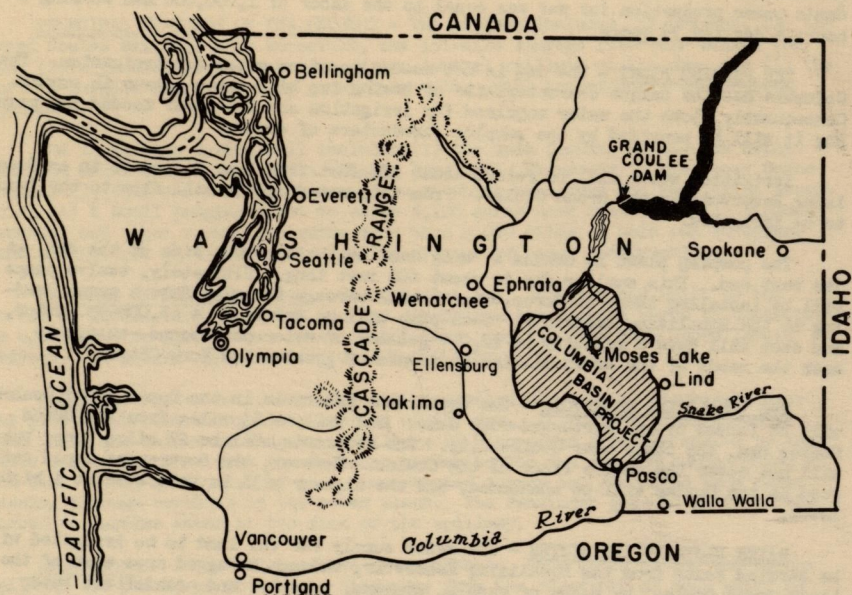 CANADA
Bellingham
GRAND
COULEE
DAM
Everett
CASCADE RANGE
WASHINGTON
Spokane
Seattle
Wenatchee
Ephrata
IDAHO
Tacoma
Olympia
COLUMBIA
BASIN
PROJECT
Moses Lake
Ellensburg
Lind
Yakima
Snake River
PACIFIC OCEAN
Pasco
Walla Walla
Columbia River
Vancouver
OREGON
Portland